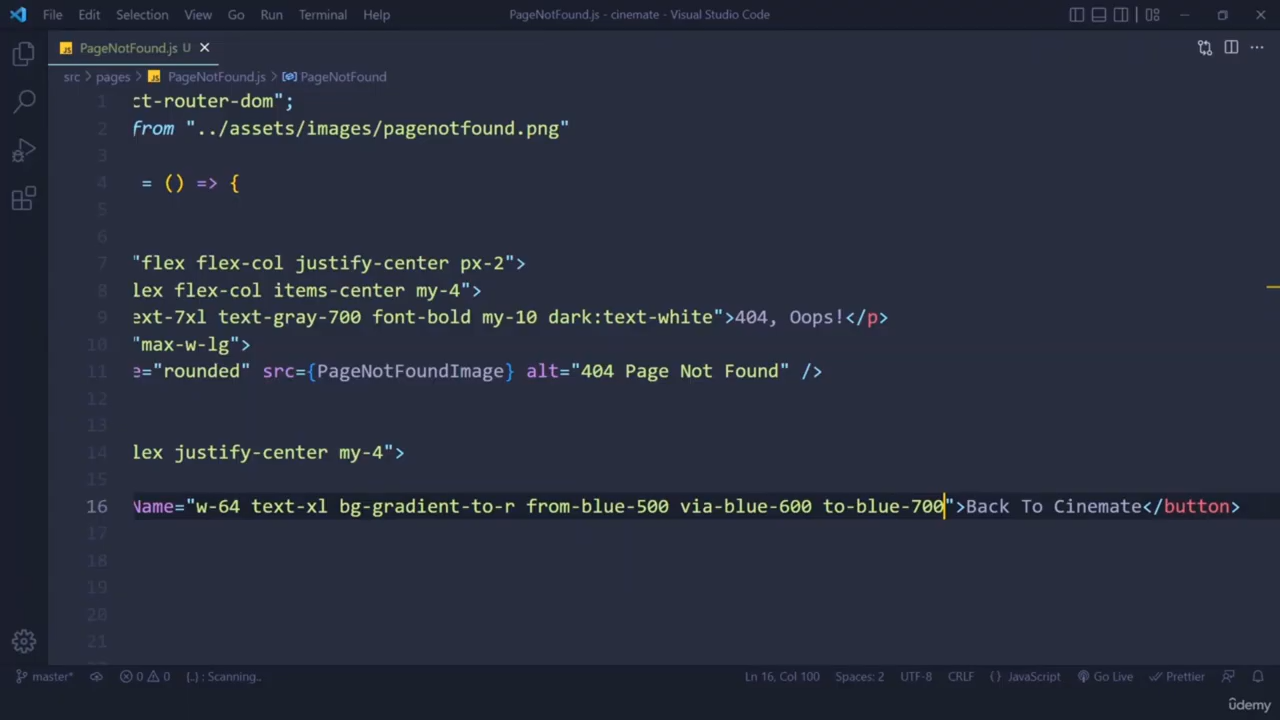 File Edit Selection View Go Run Terminal Help PageNotFound.js - cinemate - Visual Studio Code
JS PageNotFound.js U
src > pages > JS PageNotFound.js > PageNotFound
1 ct-router-dom";
2 from "../assets/images/pagenotfound.png"
3
4 = () => {
5
6
7 "flex flex-col justify-center px-2">
8 lex flex-col items-center my-4">
9 ext-7xl text-gray-700 font-bold my-10 dark:text-white">404, Oops!</p>
10 "max-w-lg">
11 e="rounded" src={PageNotFoundImage} alt="404 Page Not Found" />
12
13
14 lex justify-center my-4">
15
16 Name="w-64 text-xl bg-gradient-to-r from-blue-500 via-blue-600 to-blue-700">Back To Cinemate</button>
17
18
19
20
21
master* 0 0 {..} : Scanning.. Ln 16, Col 100 Spaces: 2 UTF-8 CRLF {} JavaScript Go Live Prettier
ûdemy